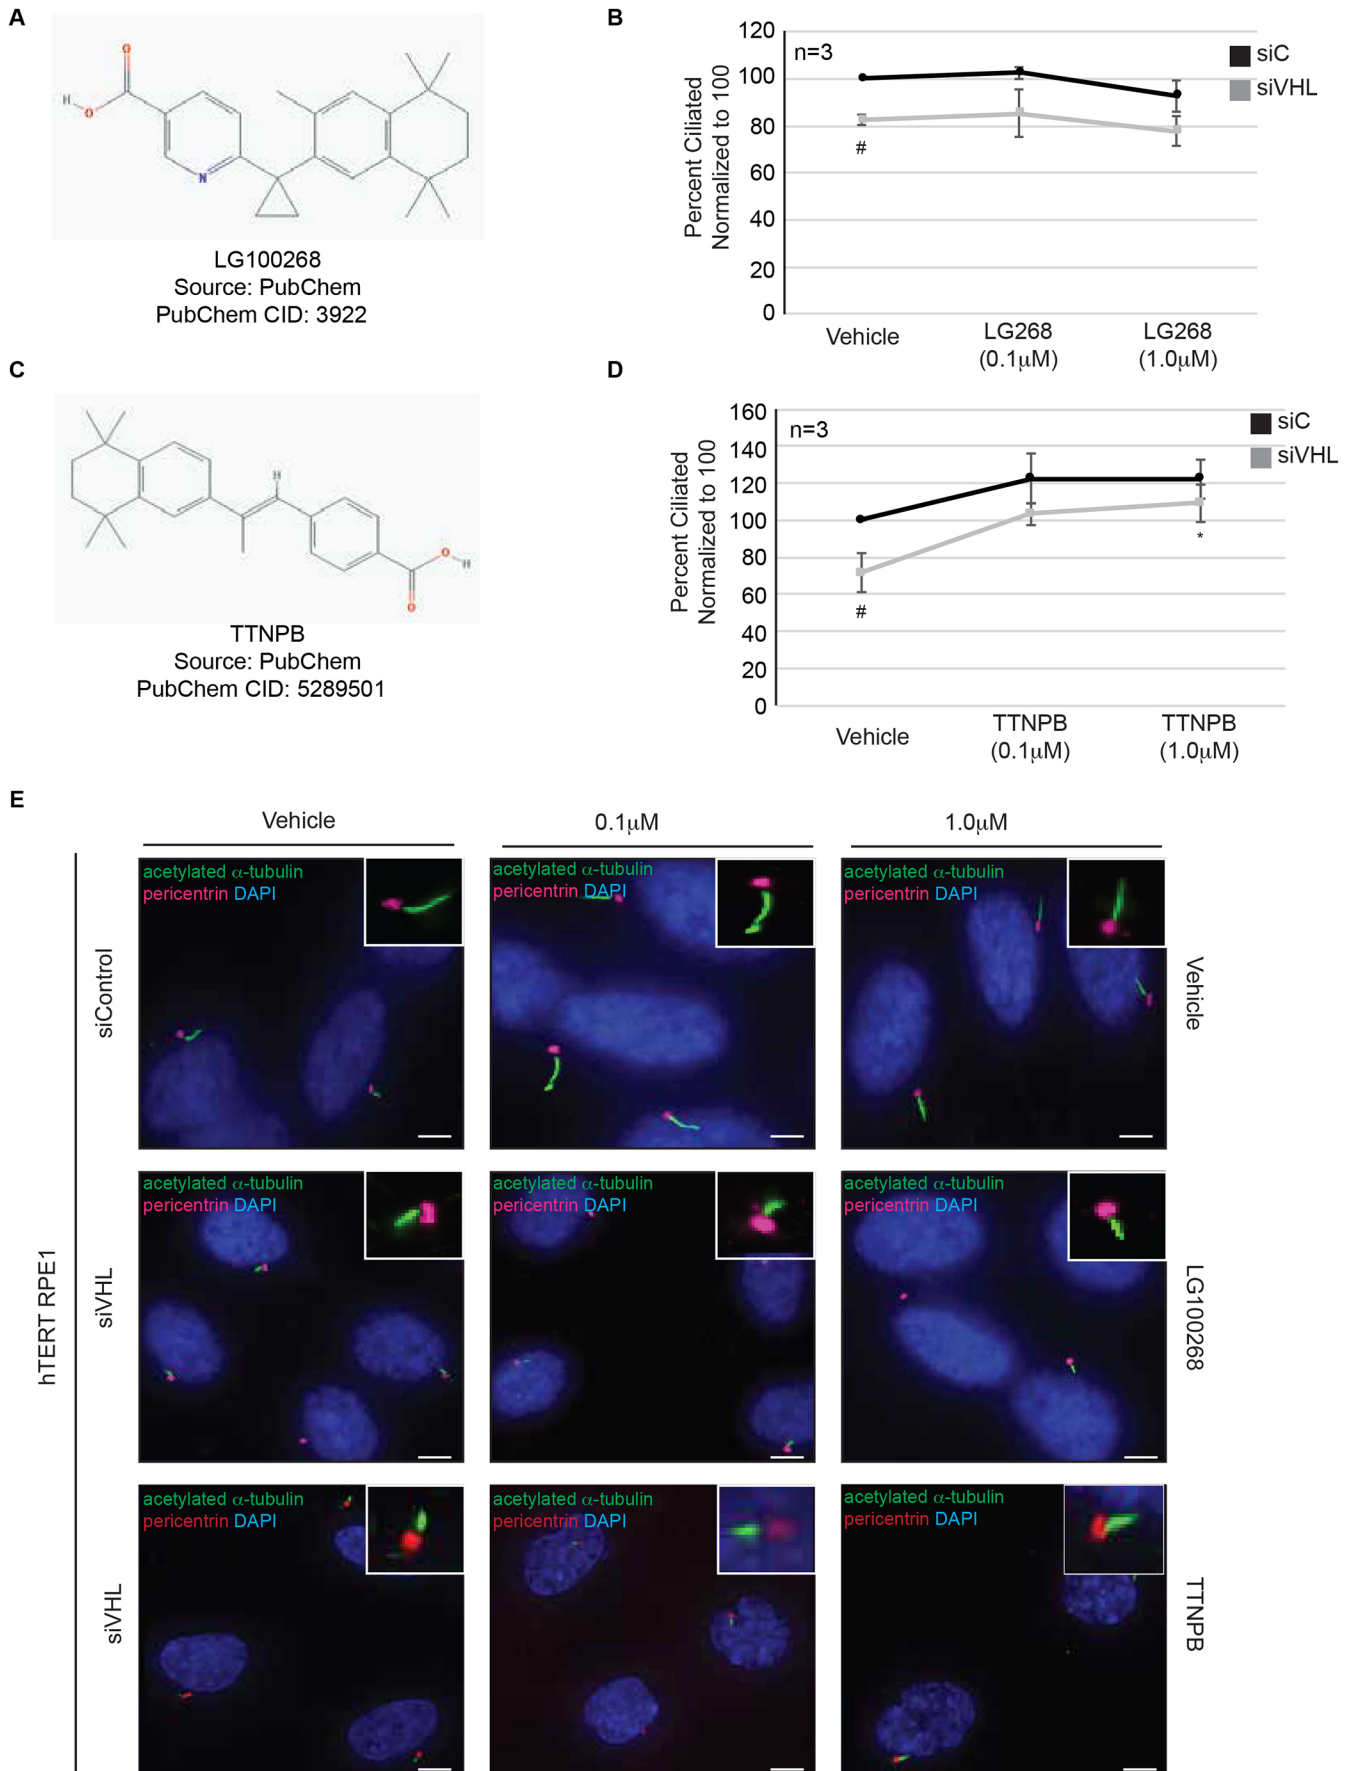 A
H
O
O
N
LG100268
Source: PubChem
PubChem CID: 3922
B
120
100
80
60
40
20
0
Percent Ciliated
Normalized to 100
n=3
#
siC
siVHL
Vehicle
LG268
(0.1μM)
LG268
(1.0μM)
C
H
O
H
O
TTNPB
Source: PubChem
PubChem CID: 5289501
D
160
140
120
100
80
60
40
20
0
Percent Ciliated
Normalized to 100
n=3
#
*
siC
siVHL
Vehicle
TTNPB
(0.1μM)
TTNPB
(1.0μM)
E
Vehicle
0.1μM
1.0μM
hTERT RPE1
siControl
acetylated α-tubulin
pericentrin DAPI
acetylated α-tubulin
pericentrin DAPI
acetylated α-tubulin
pericentrin DAPI
Vehicle
siVHL
acetylated α-tubulin
pericentrin DAPI
acetylated α-tubulin
pericentrin DAPI
acetylated α-tubulin
pericentrin DAPI
LG100268
siVHL
acetylated α-tubulin
pericentrin DAPI
acetylated α-tubulin
pericentrin DAPI
acetylated α-tubulin
pericentrin DAPI
TTNPB